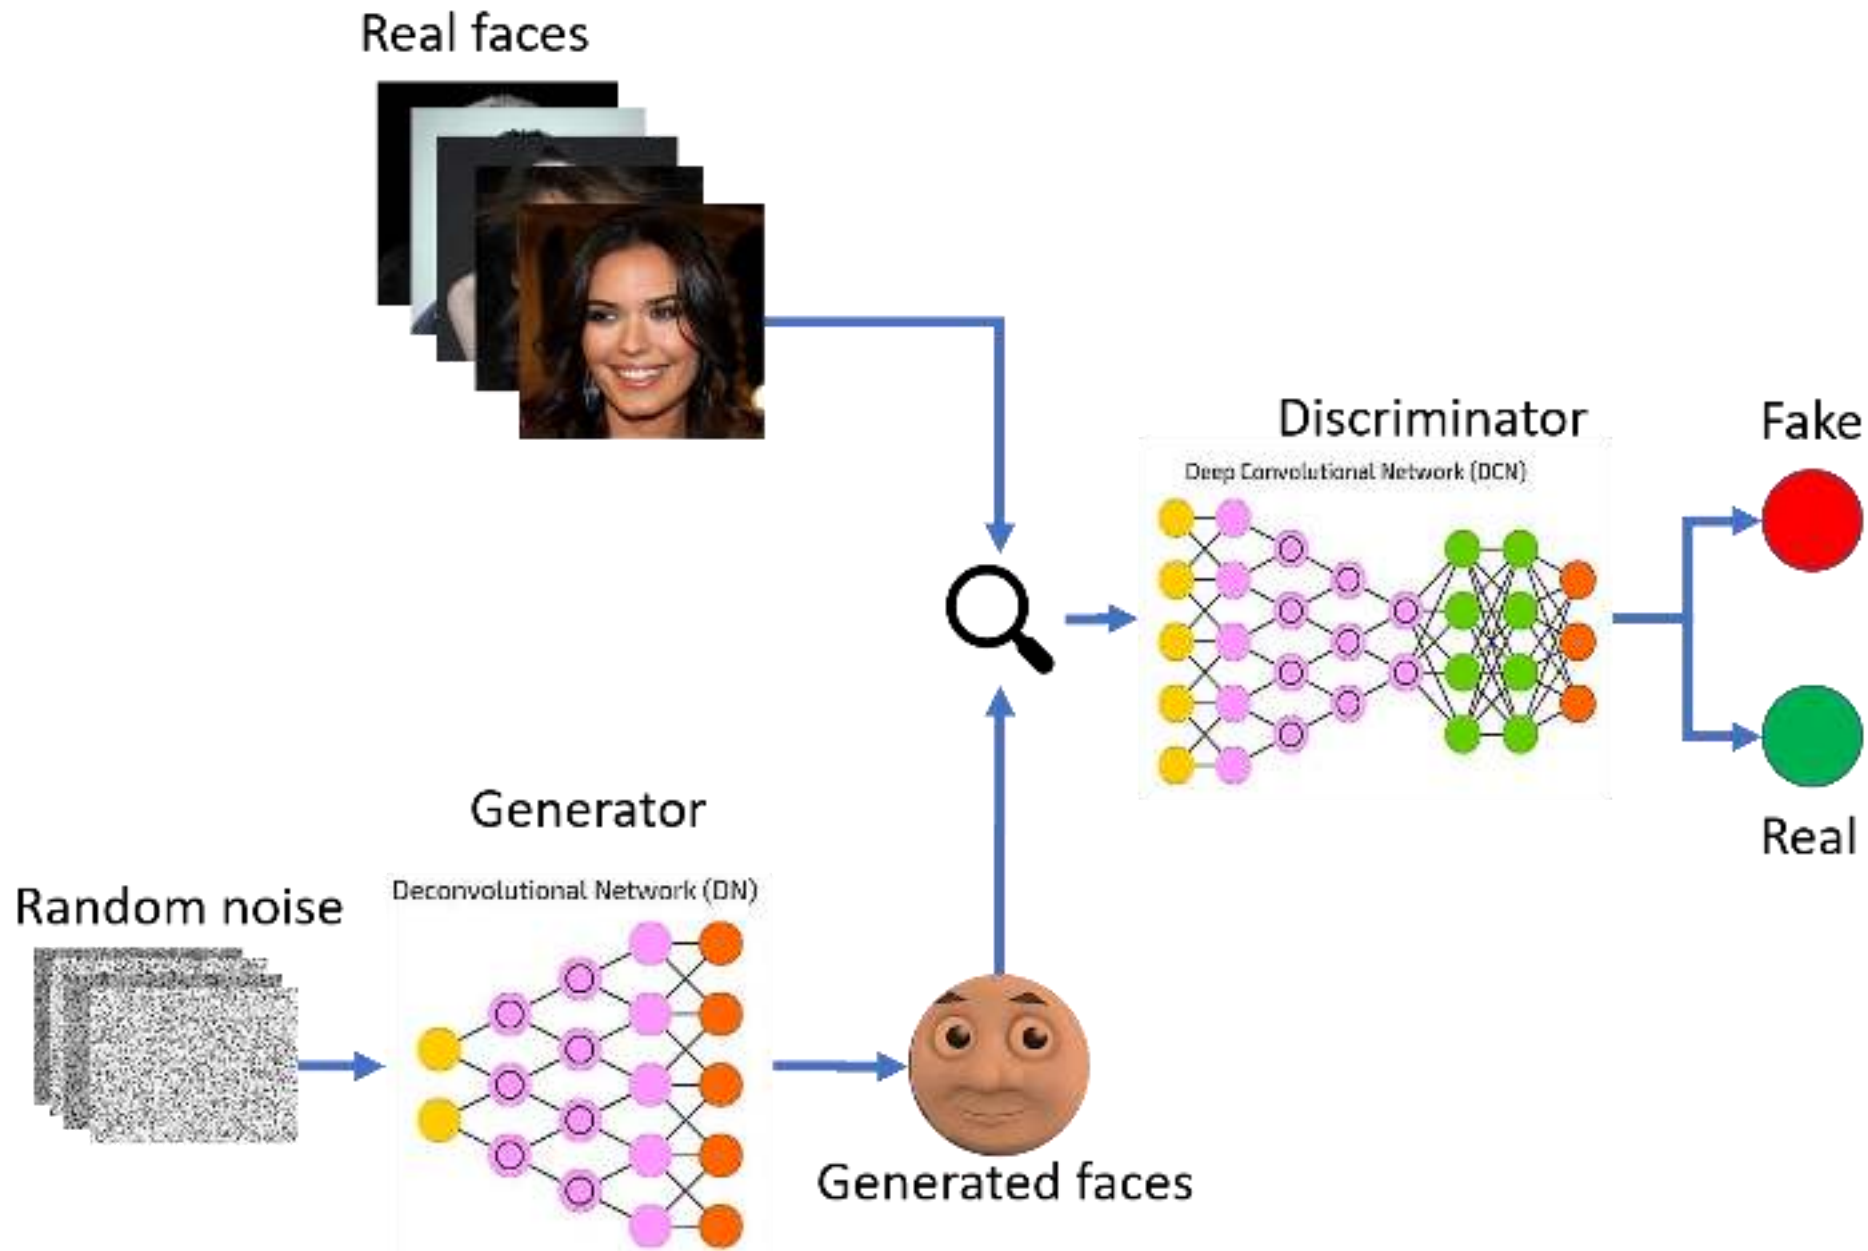 Real faces
Discriminator
Deep Convolutional Network (DCN)
Fake
Real
Generator
Deconvolutional Network (DN)
Random noise
Generated faces